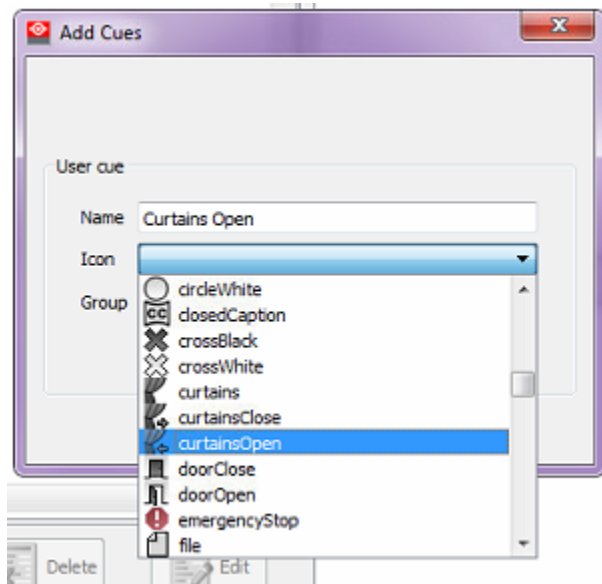 Add Cues
User cue
Name Curtains Open
Icon
Group
circleWhite
CC closedCaption
crossBlack
crossWhite
curtains
curtainsClose
curtainsOpen
doorClose
doorOpen
emergencyStop
file
Delete Edit